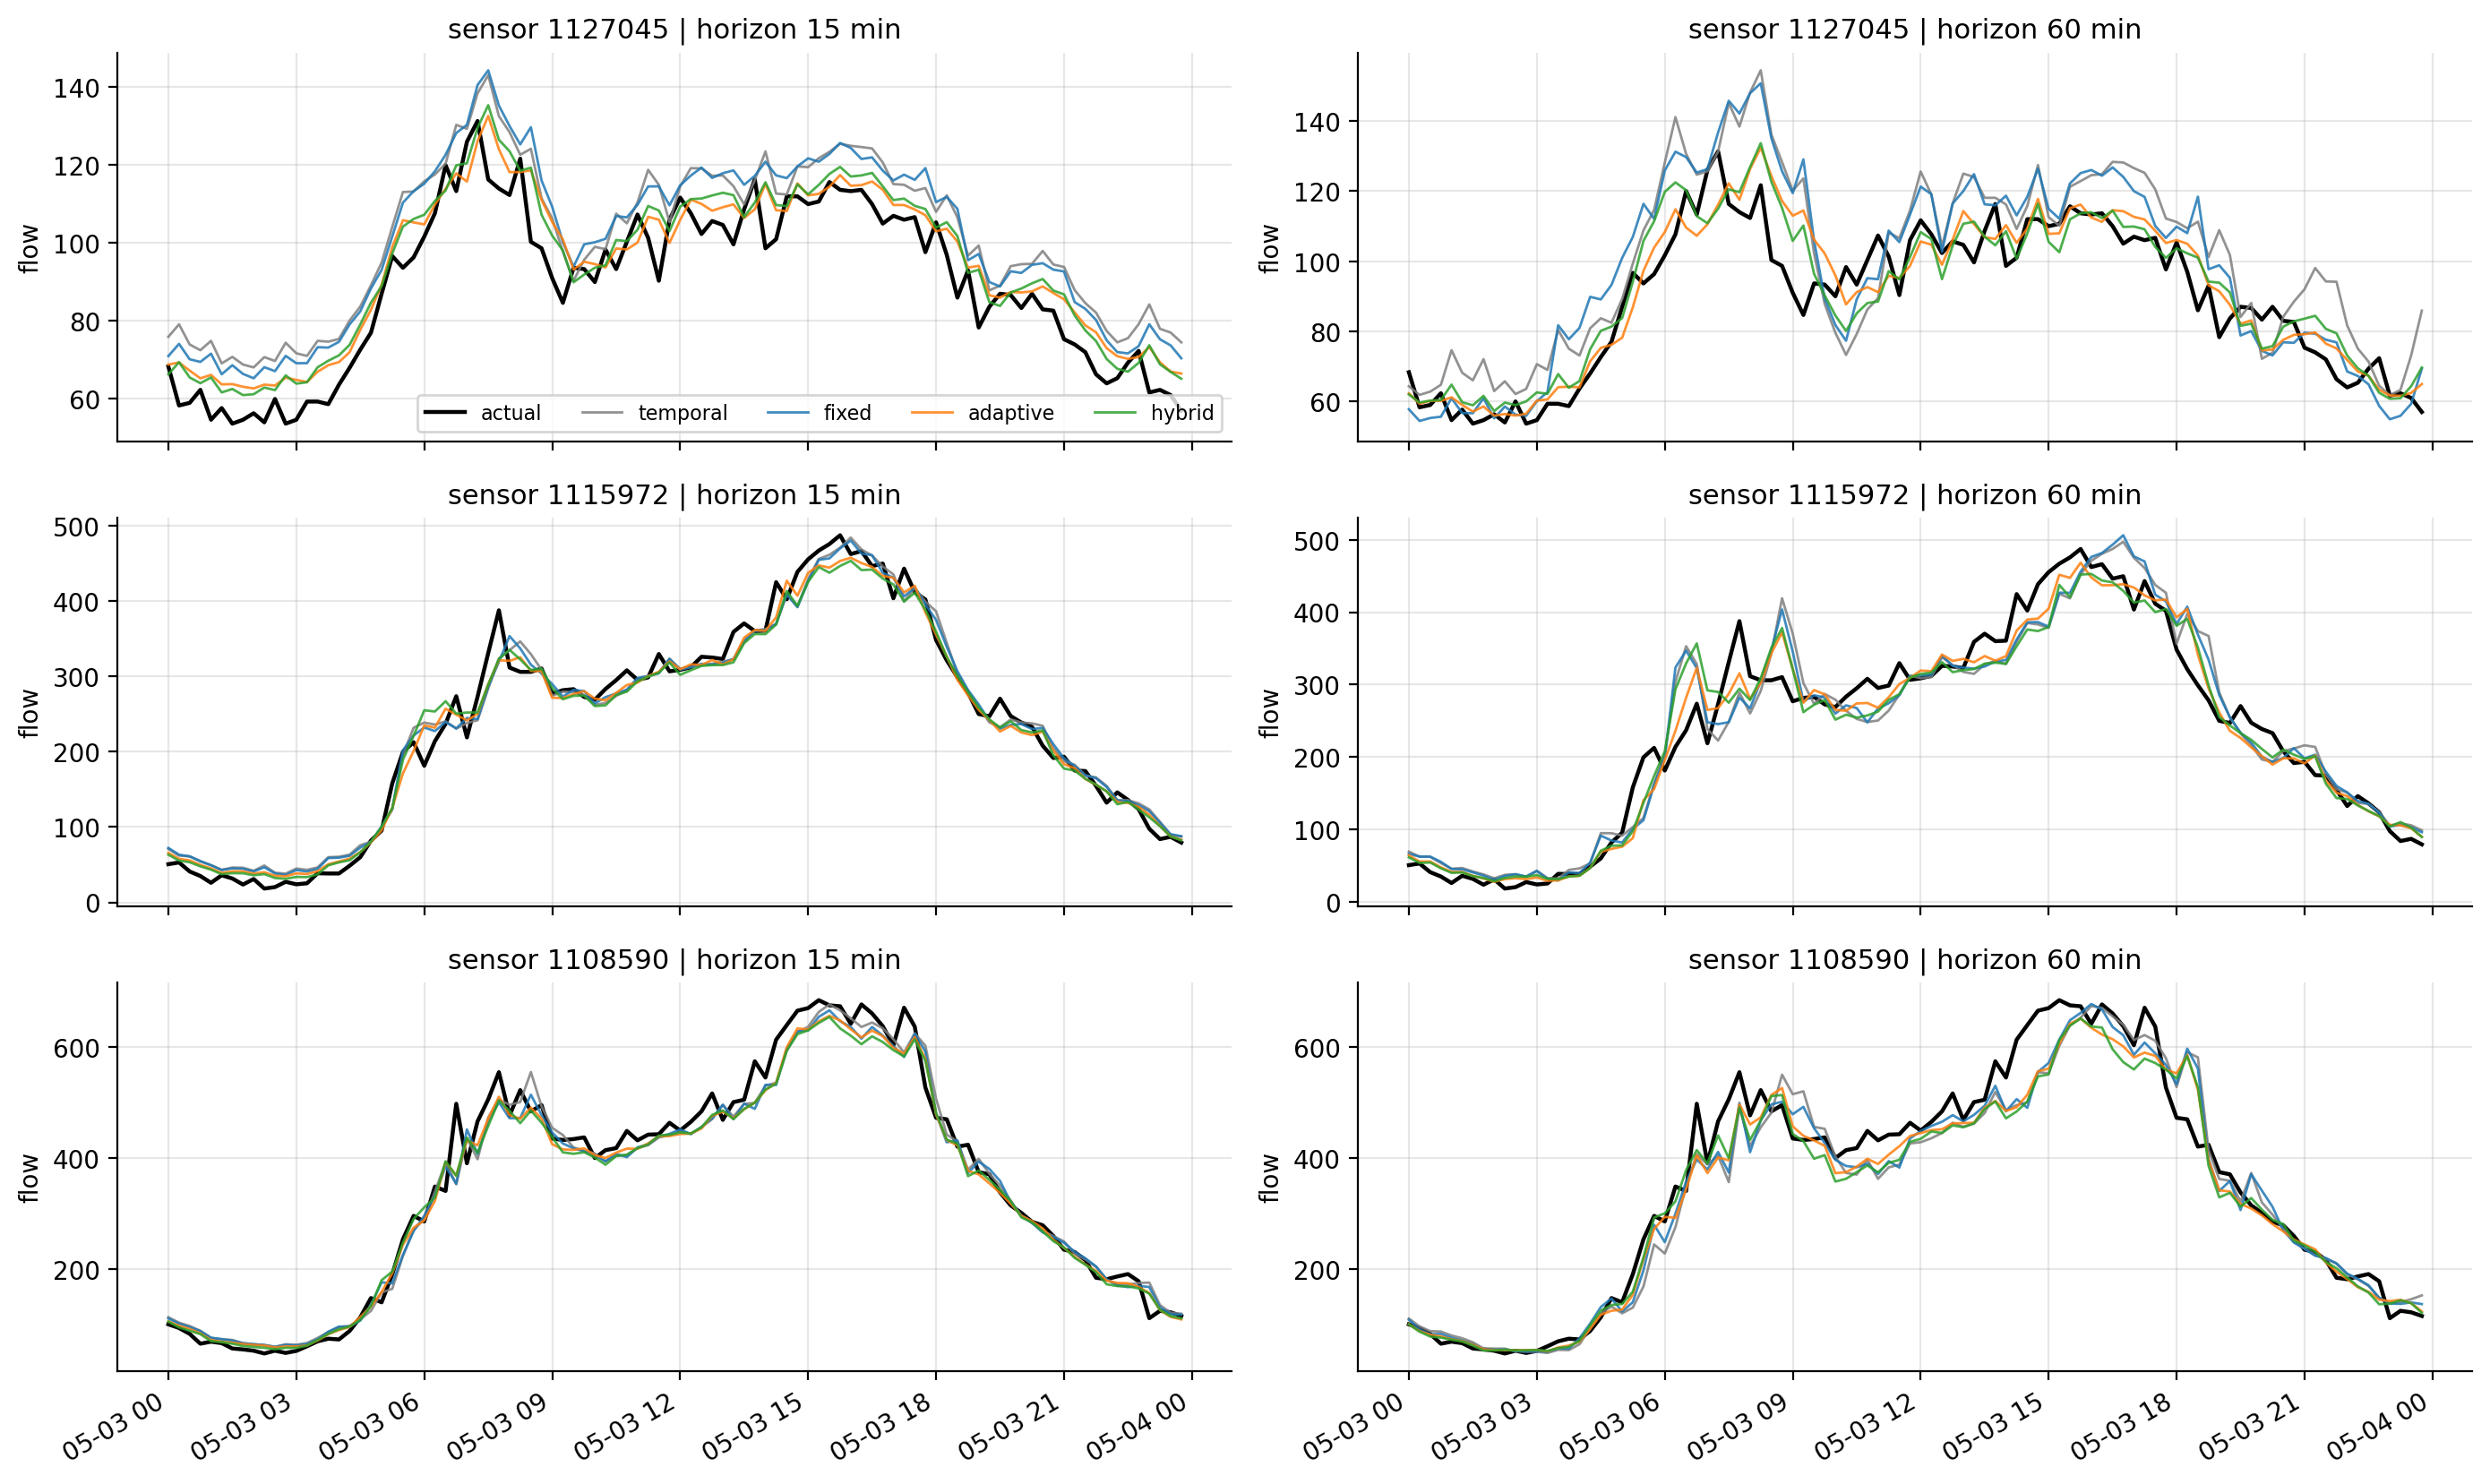 sensor 1127045 | horizon 15 min
flow
140
120
100
80
60
actual temporal fixed adaptive hybrid
sensor 1127045 | horizon 60 min
flow
140
120
100
80
60
sensor 1115972 | horizon 15 min
flow
500
400
300
200
100
0
sensor 1115972 | horizon 60 min
flow
500
400
300
200
100
0
sensor 1108590 | horizon 15 min
flow
600
400
200
05-03 00 05-03 03 05-03 06 05-03 09 05-03 12 05-03 15 05-03 18 05-03 21 05-04 00
sensor 1108590 | horizon 60 min
flow
600
400
200
05-03 00 05-03 03 05-03 06 05-03 09 05-03 12 05-03 15 05-03 18 05-03 21 05-04 00